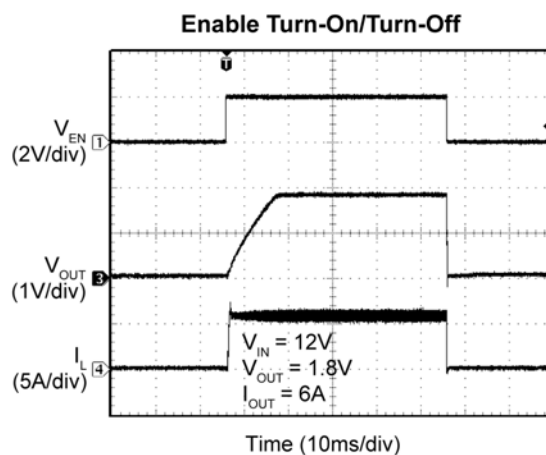 Enable Turn-On/Turn-Off
T
V_EN
(2V/div)
1
V_OUT
(1V/div)
3
I_L
(5A/div)
4
V_IN = 12V
V_OUT = 1.8V
I_OUT = 6A
Time (10ms/div)